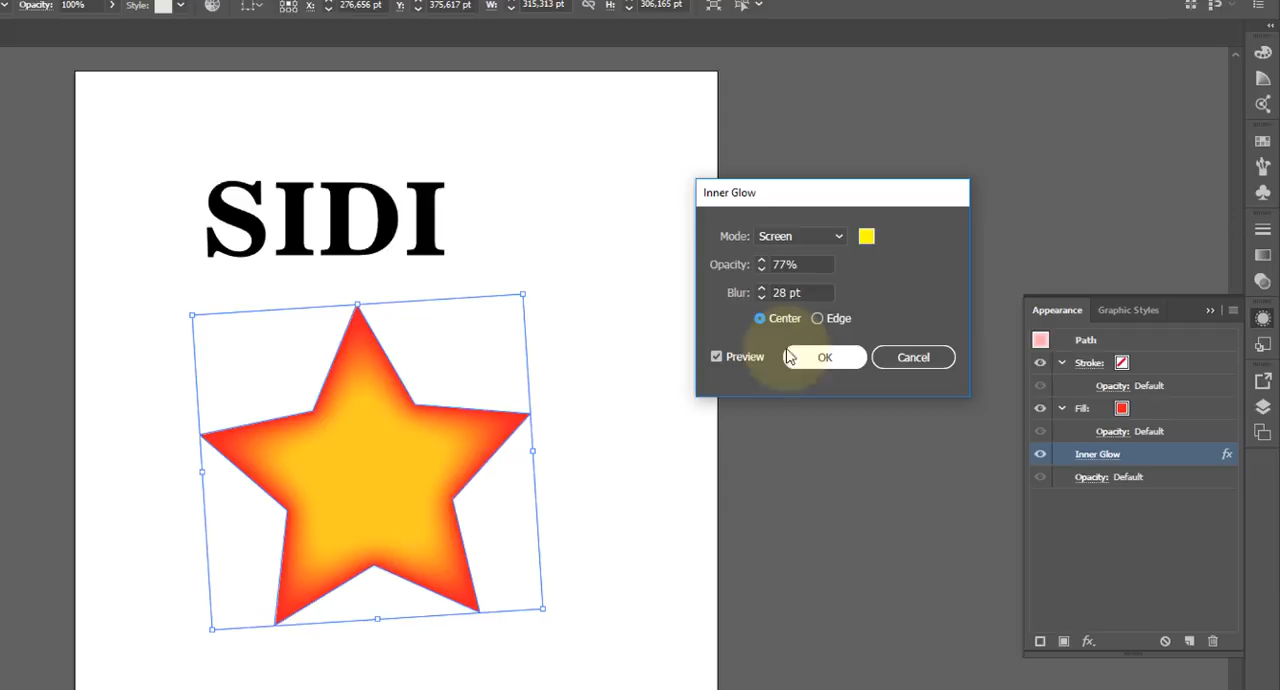 Opacity: 100% Style: X: 276,656 pt Y: 375,617 pt W: 315,313 pt H: 306,165 pt
SIDI
Inner Glow
Mode: Screen
Opacity: 77%
Blur: 28 pt
Center Edge
Preview OK Cancel
Appearance Graphic Styles
Path
Stroke:
Opacity: Default
Fill:
Opacity: Default
Inner Glow fx
Opacity: Default
fx.